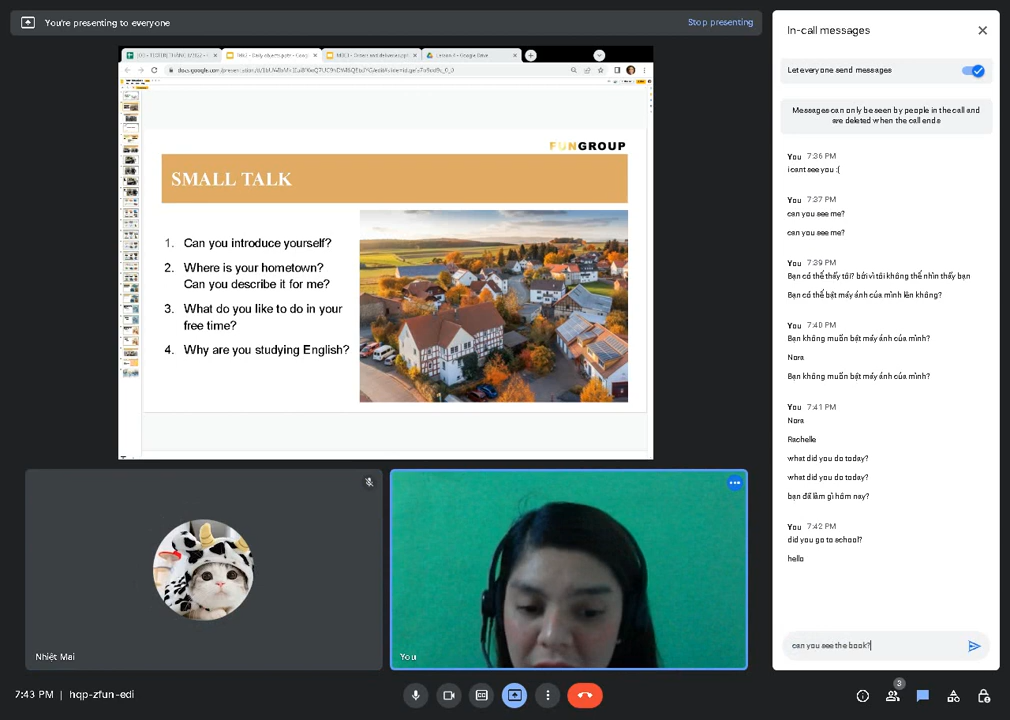 You're presenting to everyone
Stop presenting
In-call messages
Let everyone send messages
Messages can only be seen by people in the call and
are deleted when the call ends
FUNGROUP
SMALL TALK
1. Can you introduce yourself?
2. Where is your hometown?
Can you describe it for me?
3. What do you like to do in your
free time?
4. Why are you studying English?
You 7:36 PM
i cant see you :(
You 7:37 PM
can you see me?
can you see me?
You 7:39 PM
Bạn có thể thấy tôi? bởi vì tôi không thể nhìn thấy bạn
Bạn có thể bật máy ảnh của mình lên không?
You 7:40 PM
Bạn không muốn bật máy ảnh của mình?
Nora
Bạn không muốn bật máy ảnh của mình?
You 7:41 PM
Nora
Rachelle
what did you do today?
what did you do today?
bạn đã làm gì hôm nay?
You 7:42 PM
did you go to school?
hello
can you see the book?
Nhiệt Mai
You
7:43 PM | hqp-zfun-edi
3